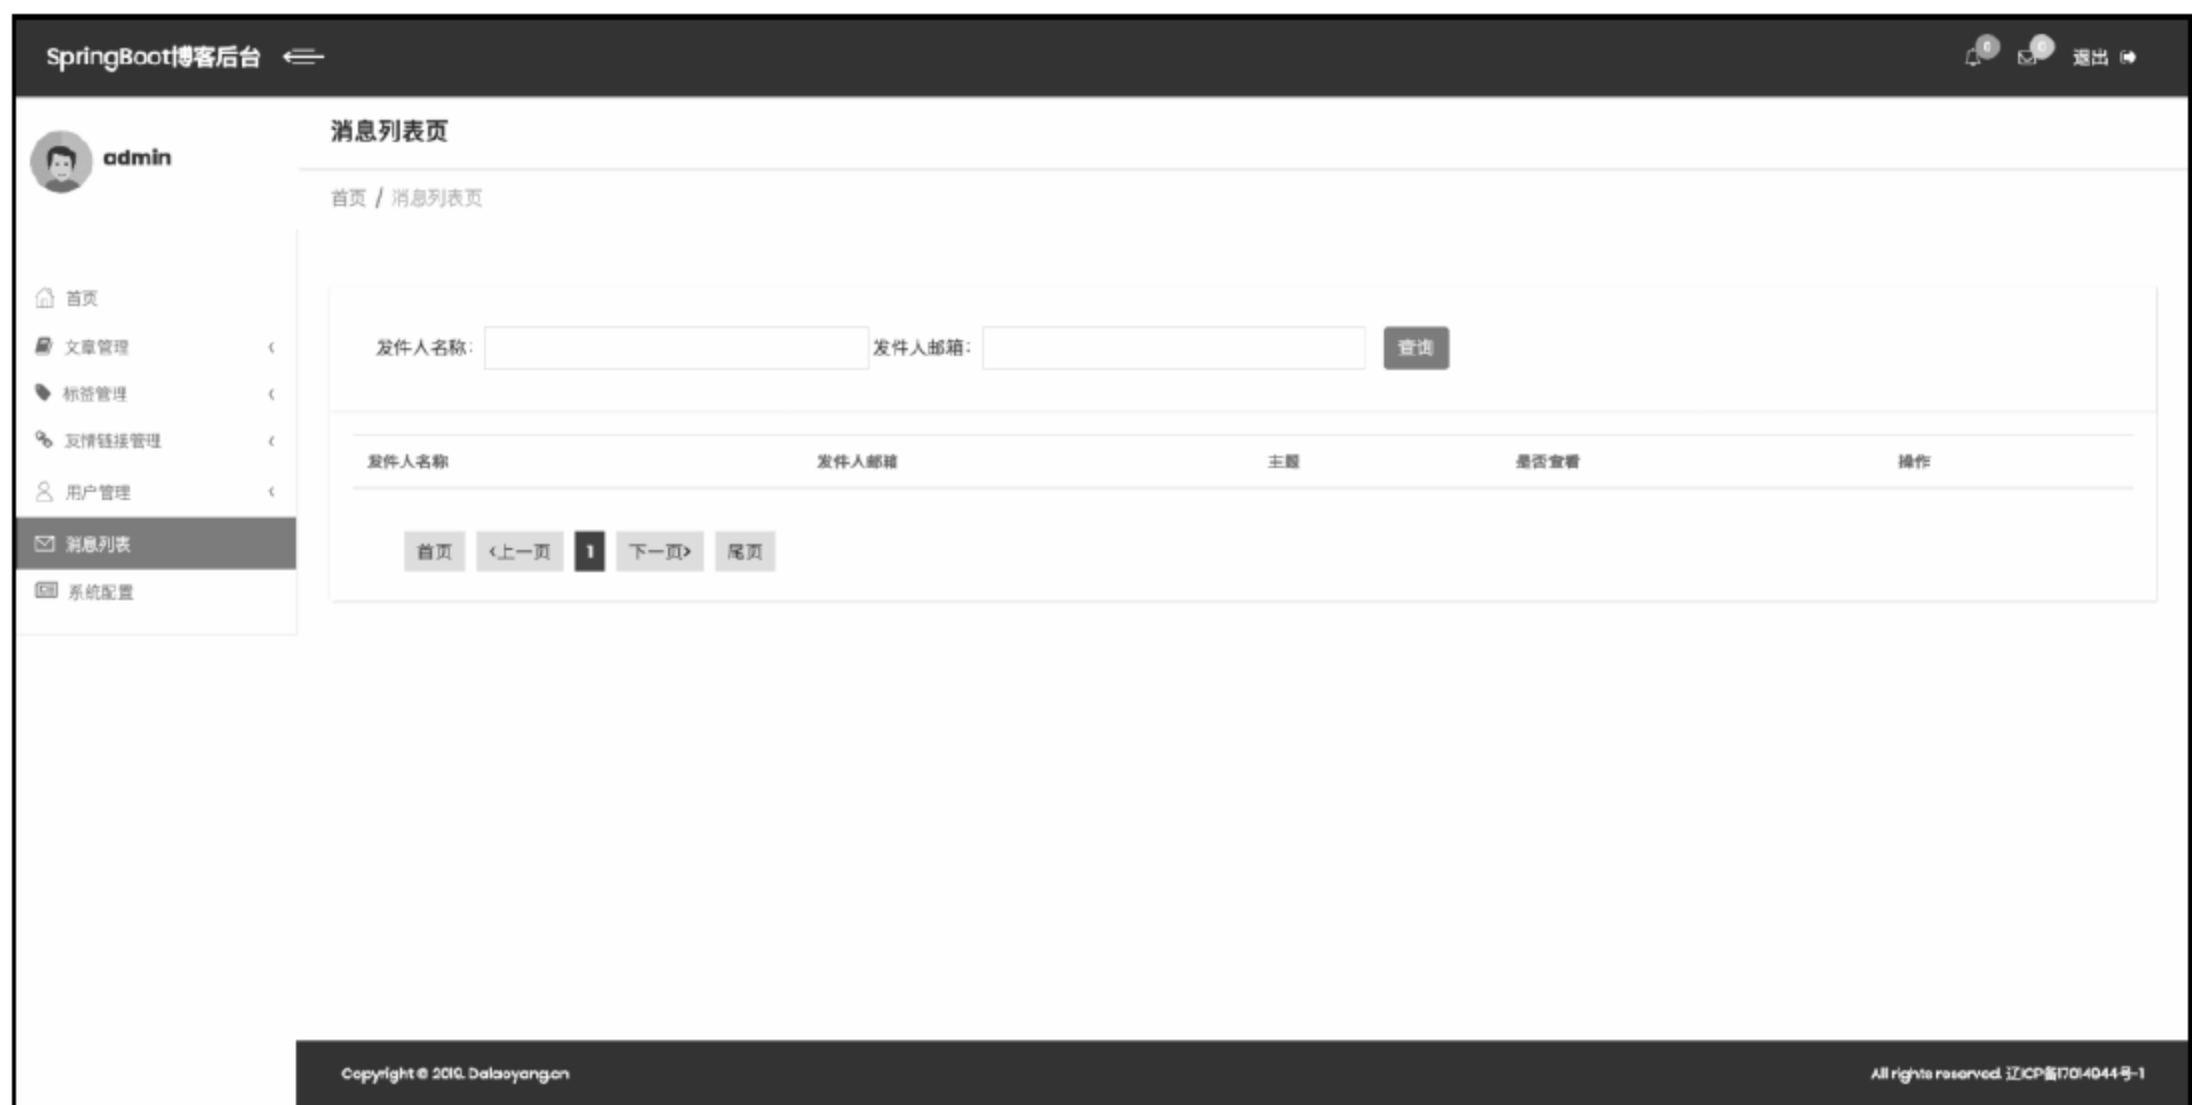 SpringBoot博客后台
0 0 退出
admin
消息列表页
首页 / 消息列表页
首页
文章管理
标签管理
友情链接管理
用户管理
消息列表
系统配置
发件人名称: 发件人邮箱: 查询
发件人名称 发件人邮箱 主题 是否查看 操作
首页 <上一页 1 下一页> 尾页
Copyright © 2019. Dalaoyang.cn
All rights reserved. 辽ICP备17014944号-1